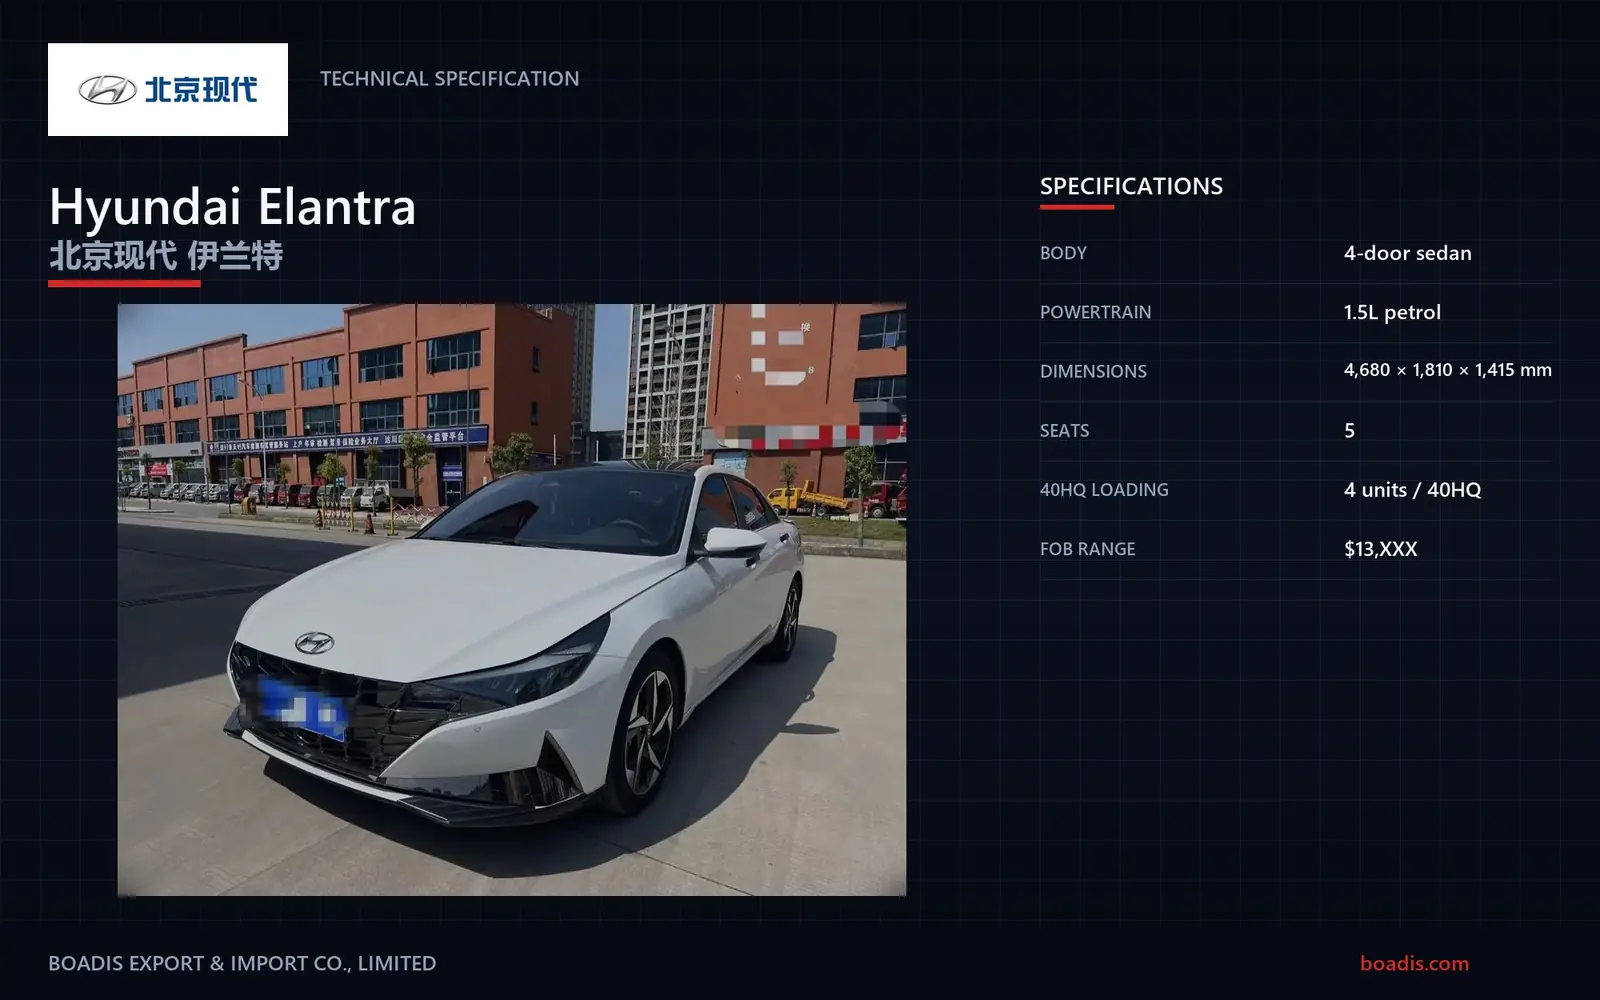 北京现代
TECHNICAL SPECIFICATION
Hyundai Elantra
北京现代 伊兰特
SPECIFICATIONS
BODY 4-door sedan
POWERTRAIN 1.5L petrol
DIMENSIONS 4,680 × 1,810 × 1,415 mm
SEATS 5
40HQ LOADING 4 units / 40HQ
FOB RANGE $13,XXX
BOADIS EXPORT & IMPORT CO., LIMITED
boadis.com